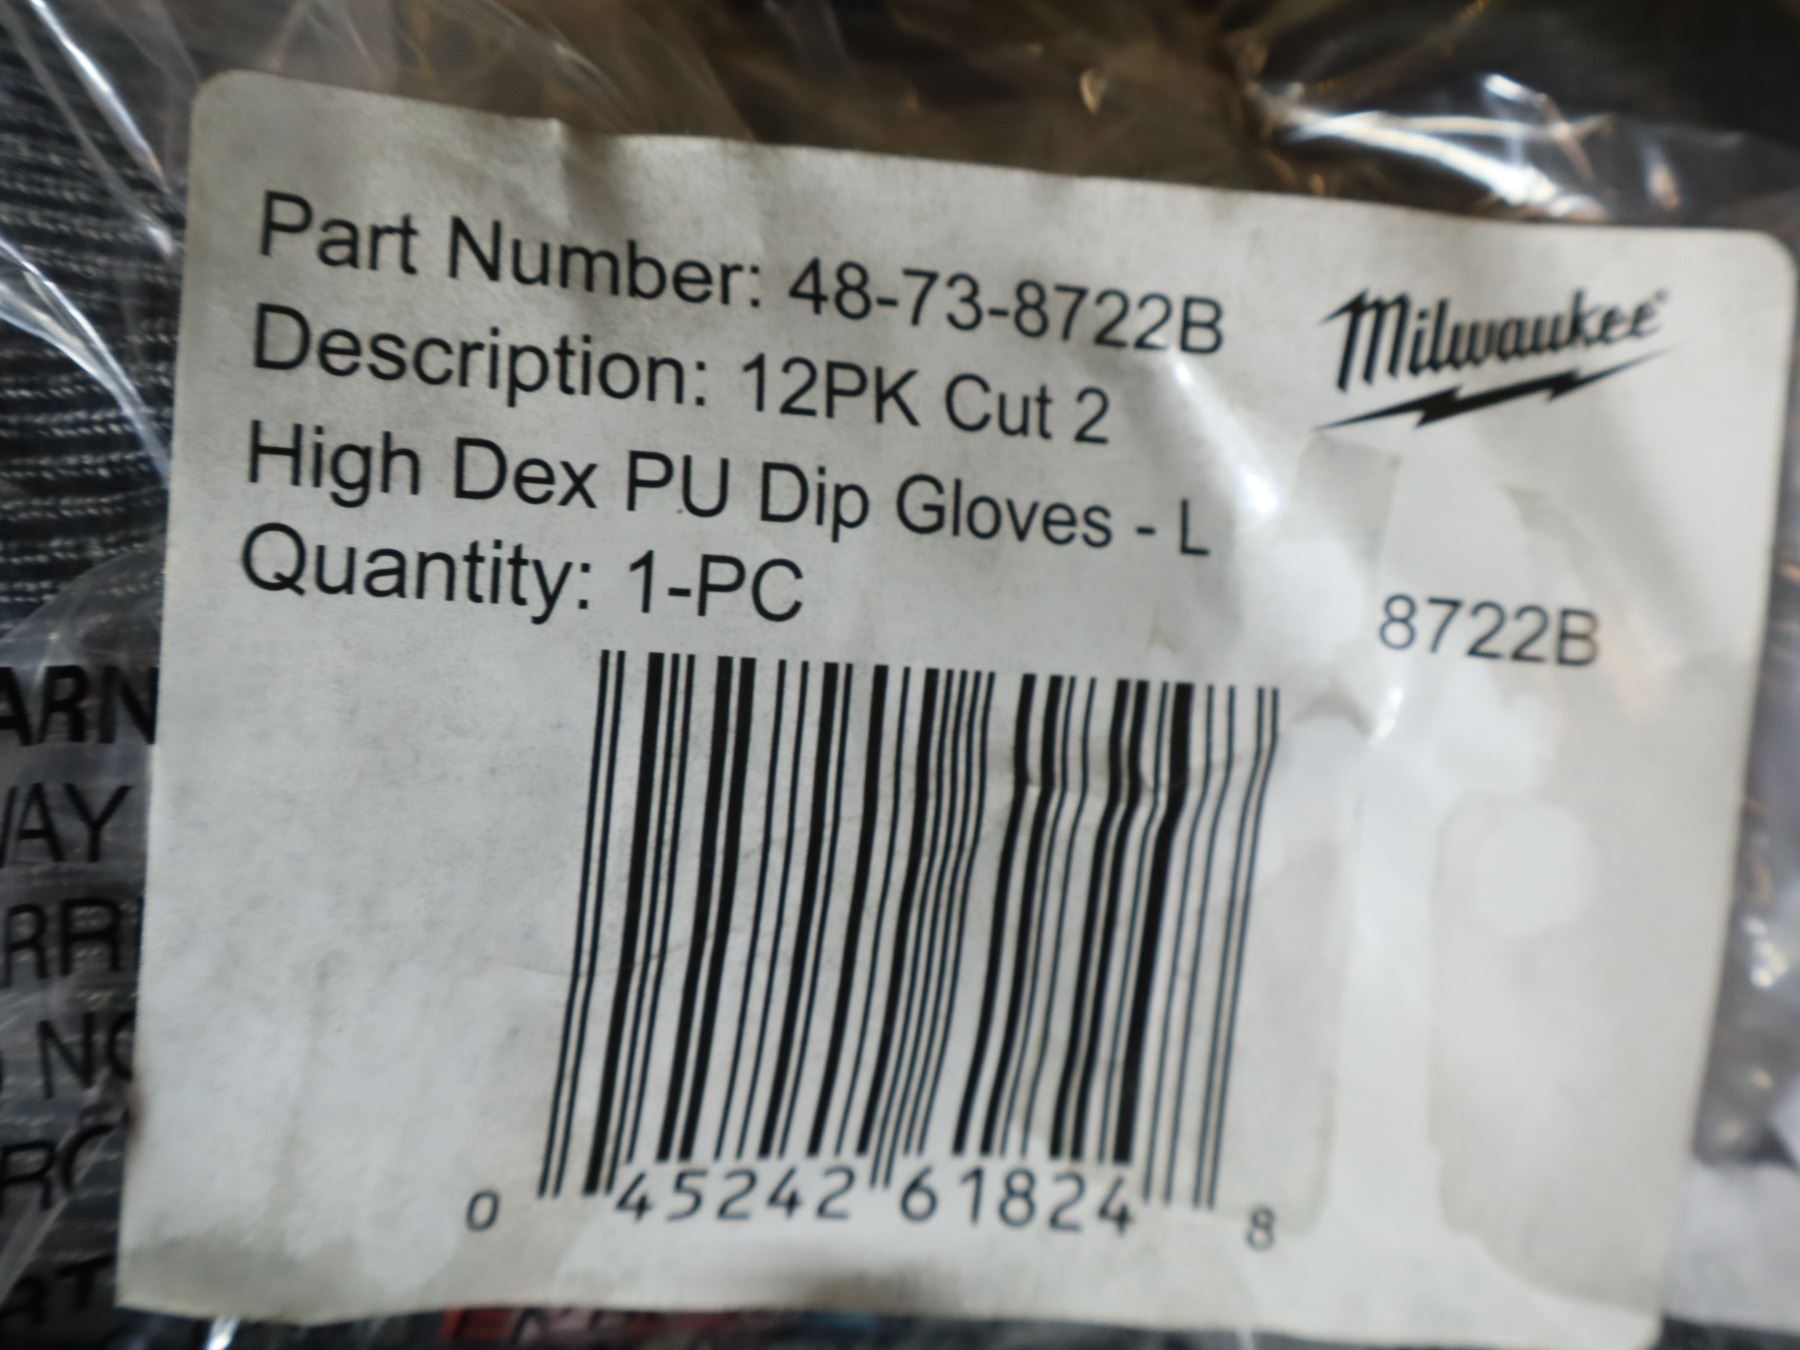 Part Number: 48-73-8722B
Description: 12PK Cut 2
High Dex PU Dip Gloves - L
Quantity: 1-PC
Milwaukee
8722B
0 45242 61824 8